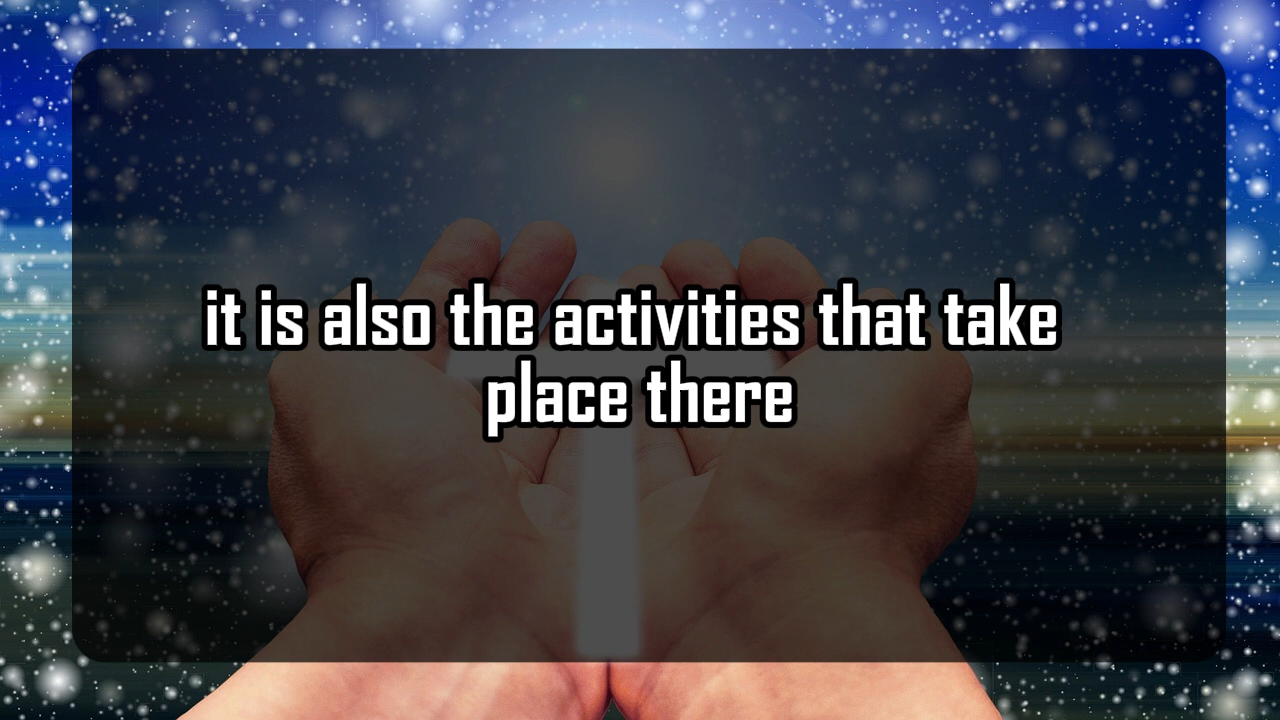 it is also the activities that take
place there